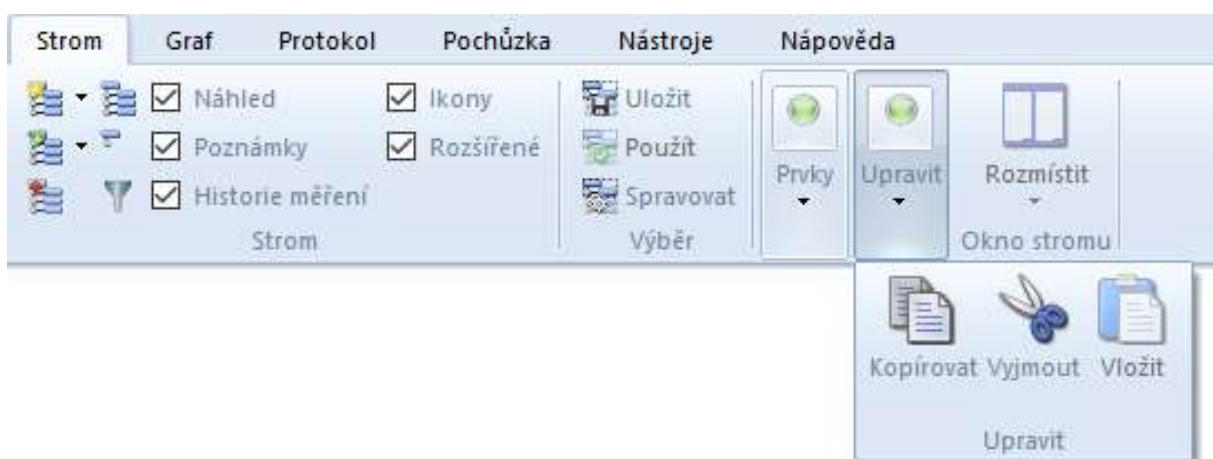 Strom Graf Protokol Pochůzka Nástroje Nápověda
Náhled Ikony Uložit
Poznámky Rozšířené Použít
Historie měření Spravovat
Prvky Upravit Rozmístit
Strom Výběr Okno stromu
Kopírovat Vyjmout Vložit
Upravit